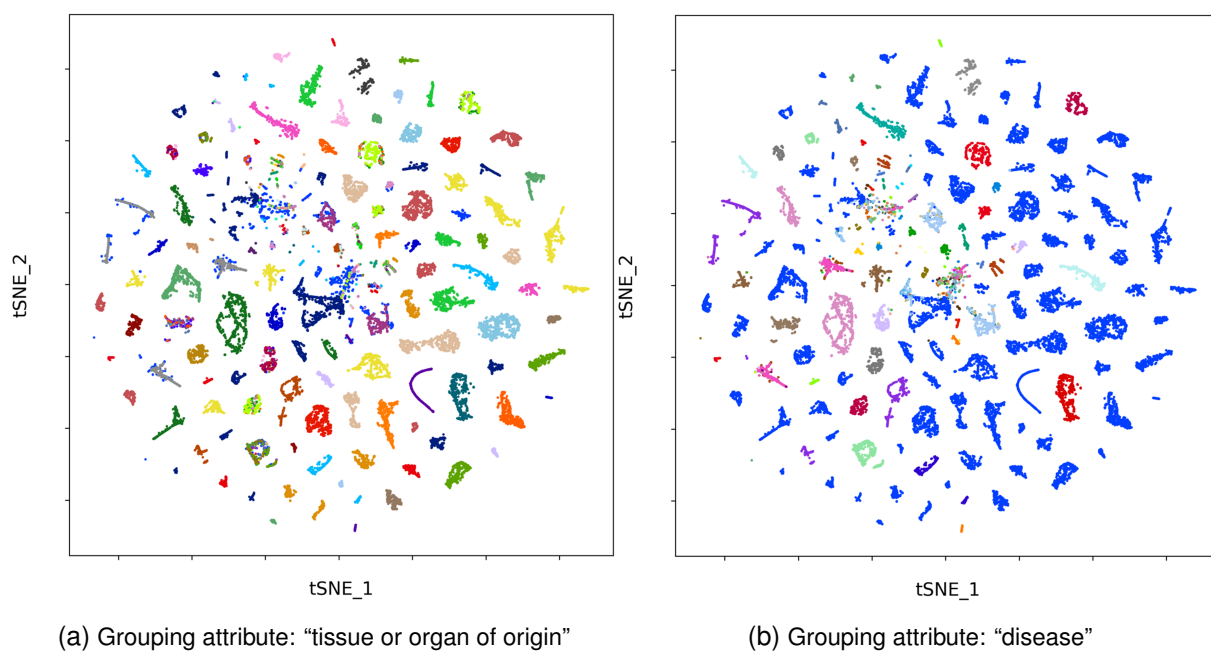 tSNE_2
tSNE_1
(a) Grouping attribute: “tissue or organ of origin”
tSNE_2
tSNE_1
(b) Grouping attribute: “disease”